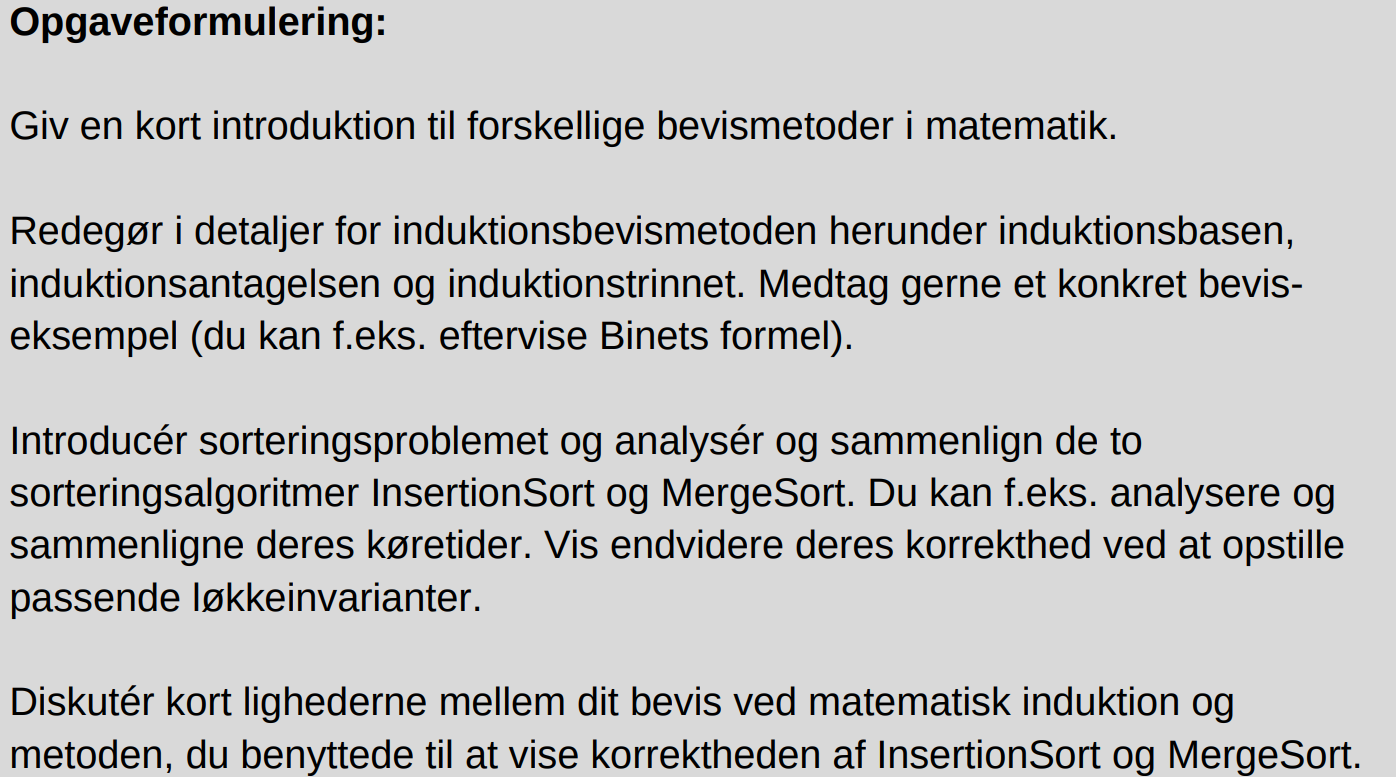 Opgaveformulering:
Giv en kort introduktion til forskellige bevismetoder i matematik.
Redegør i detaljer for induktionsbevismetoden herunder induktionsbasen,
induktionsantagelsen og induktionstrinnet. Medtag gerne et konkret bevis-
eksempel (du kan f.eks. eftervise Binets formel).
Introducér sorteringsproblemet og analysér og sammenlign de to
sorteringsalgoritmer InsertionSort og MergeSort. Du kan f.eks. analysere og
sammenligne deres køretider. Vis endvidere deres korrekthed ved at opstille
passende løkkeinvarianter.
Diskutér kort lighederne mellem dit bevis ved matematisk induktion og
metoden, du benyttede til at vise korrektheden af InsertionSort og MergeSort.